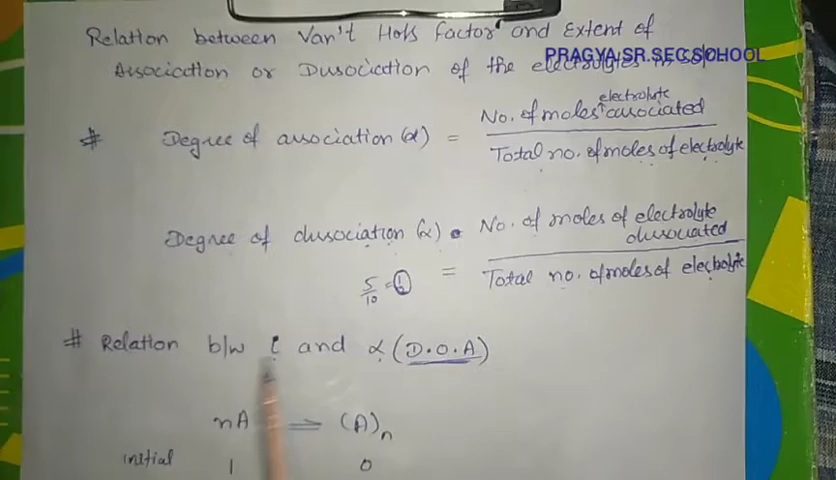 Relation between Van't Hoff factor and Extent of
PRAGYA SR.SEC.SCHOOL
Association or Dissociation of the electrolytes in
# Degree of association (α) = No. of moles electrolyte associated
Total no. of moles of electrolyte
Degree of dissociation (α) = No. of moles of electrolyte
dissociated
Total no. of moles of electrolyte
5/10 =
# Relation b/w i and α (D.O.A)
nA ⇌ (A)n
initial 1 0